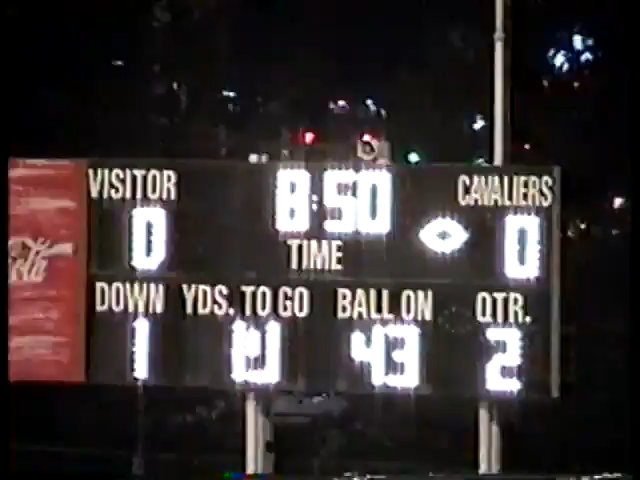 VISITOR 8:50 CAVALIERS
0 TIME 0
DOWN YDS. TO GO BALL ON QTR.
1 10 43 2